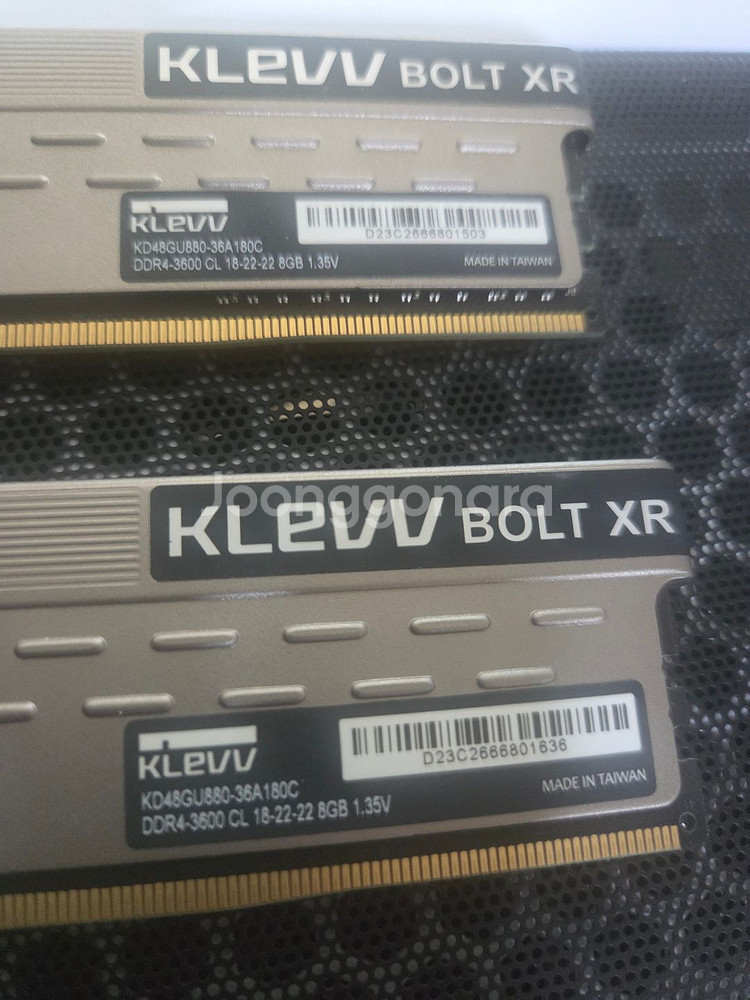 KLEVV BOLT XR
KLEVV
D23C2666801503
KD48GU880-36A180C
DDR4-3600 CL 18-22-22 8GB 1.35V
MADE IN TAIWAN
Joonggonara
KLEVV BOLT XR
KLEVV
D23C2666801636
KD48GU880-36A180C
DDR4-3600 CL 18-22-22 8GB 1.35V
MADE IN TAIWAN